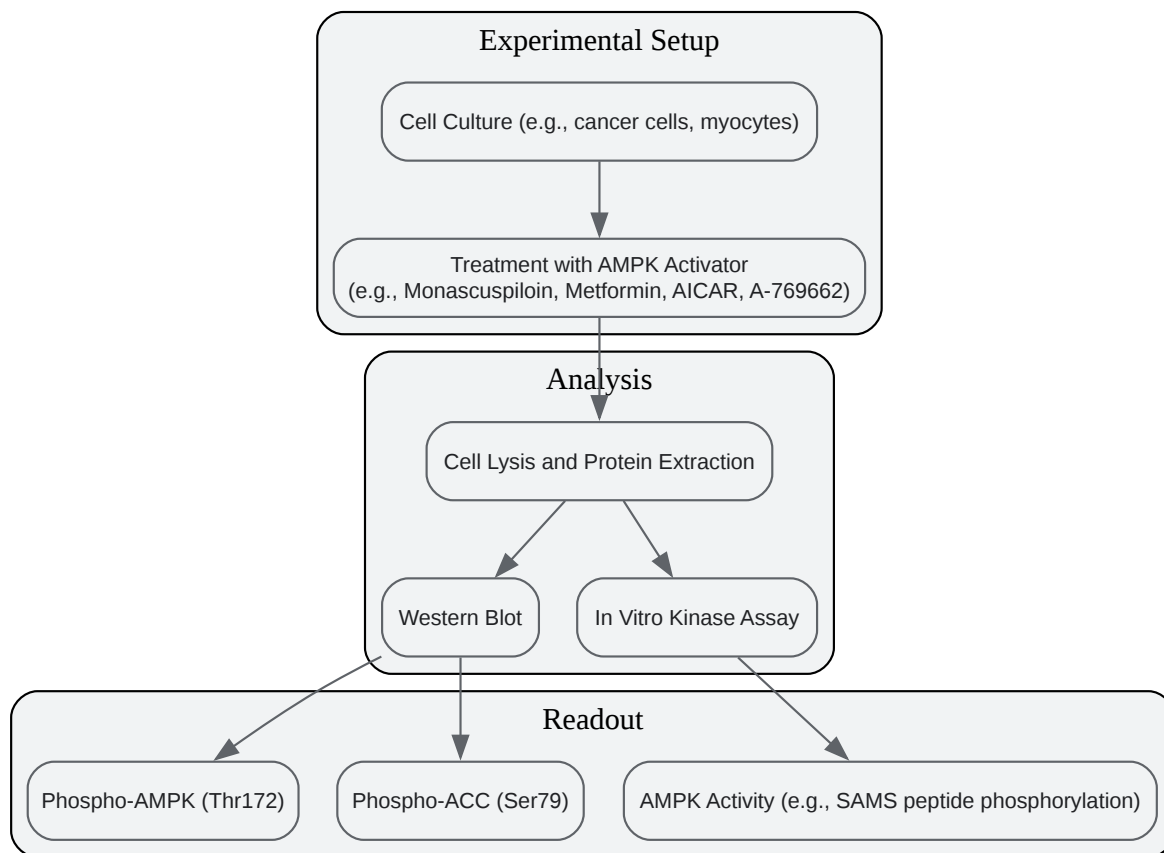 Experimental Setup
Cell Culture (e.g., cancer cells, myocytes)
Treatment with AMPK Activator
(e.g., Monascuspiloin, Metformin, AICAR, A-769662)
Analysis
Cell Lysis and Protein Extraction
Western Blot
In Vitro Kinase Assay
Readout
Phospho-AMPK (Thr172)
Phospho-ACC (Ser79)
AMPK Activity (e.g., SAMS peptide phosphorylation)